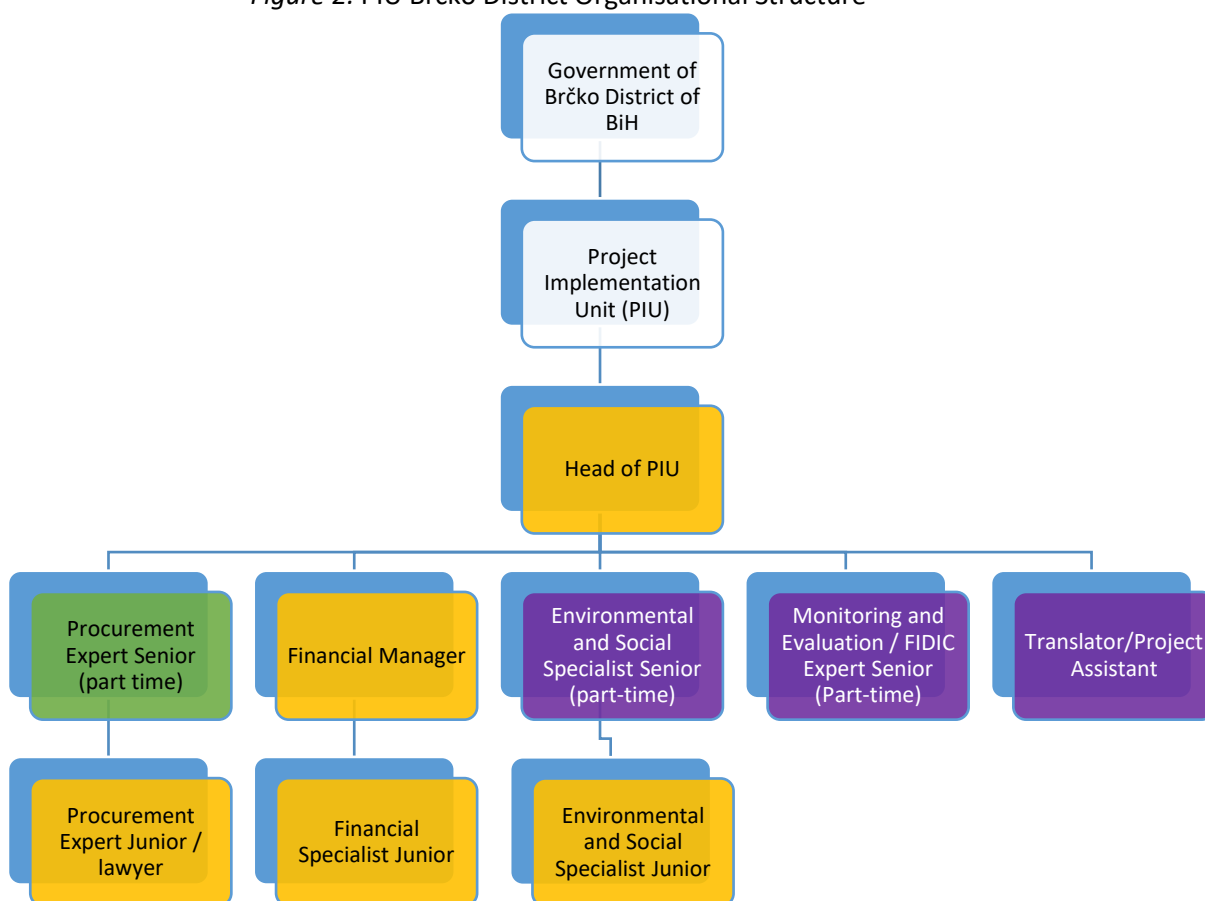 Figure 2: PIU Brčko District Organisational Structure
Government of
Brčko District of
BiH
Project
Implementation
Unit (PIU)
Head of PIU
Procurement
Expert Senior
(part time)
Financial Manager
Environmental
and Social
Specialist Senior
(part-time)
Monitoring and
Evaluation / FIDIC
Expert Senior
(Part-time)
Translator/Project
Assistant
Procurement
Expert Junior /
lawyer
Financial
Specialist Junior
Environmental
and Social
Specialist Junior